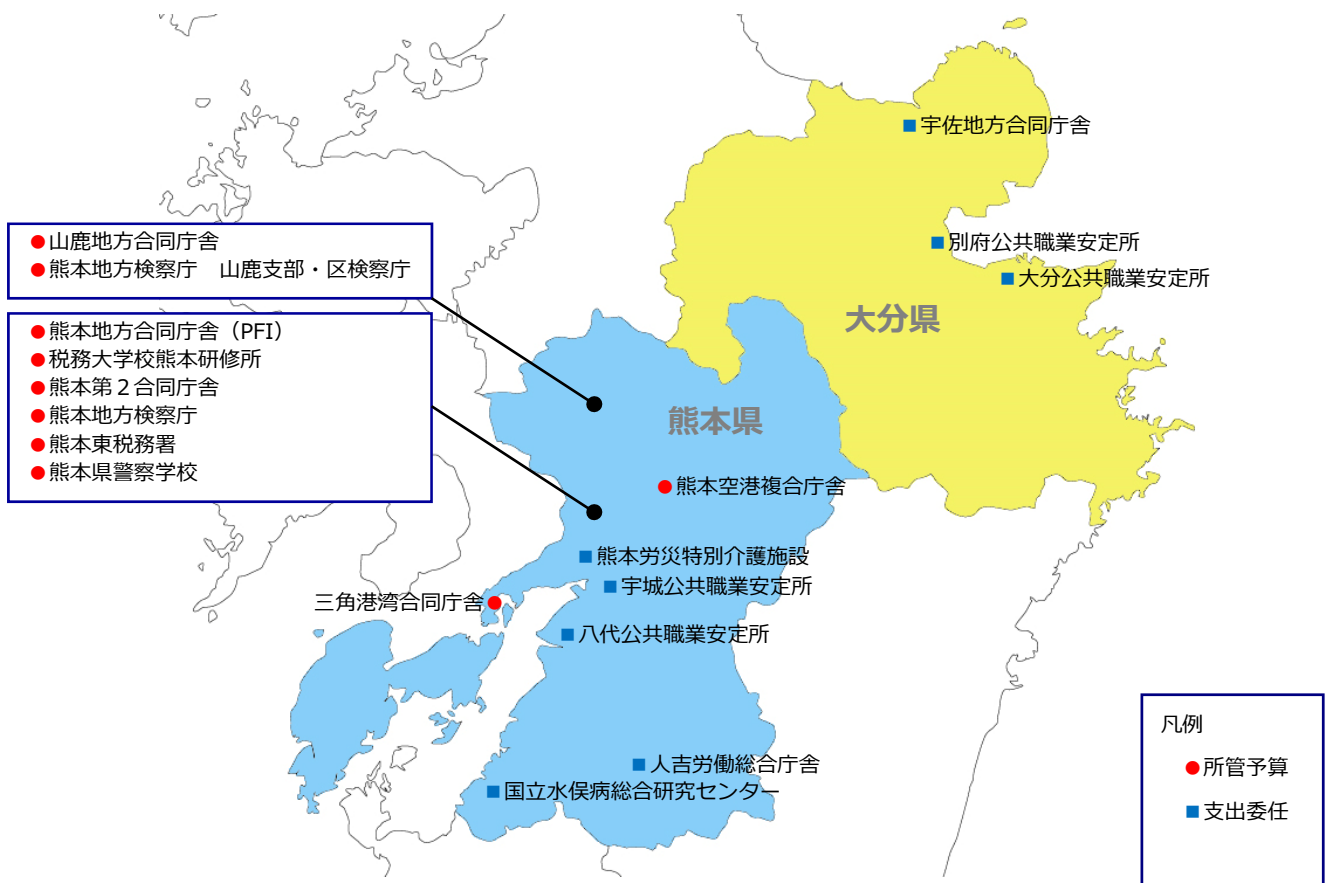 ■宇佐地方合同庁舎
●山鹿地方合同庁舎
■別府公共職業安定所
●熊本地方検察庁　山鹿支部・区検察庁
■大分公共職業安定所
大分県
●熊本地方合同庁舎（PFI）
●税務大学校熊本研修所
●熊本第２合同庁舎
●熊本地方検察庁
●熊本東税務署
●熊本県警察学校
熊本県
●熊本空港複合庁舎
■熊本労災特別介護施設
■宇城公共職業安定所
三角港湾合同庁舎●
■八代公共職業安定所
■人吉労働総合庁舎
■国立水俣病総合研究センター
凡例
●所管予算
■支出委任